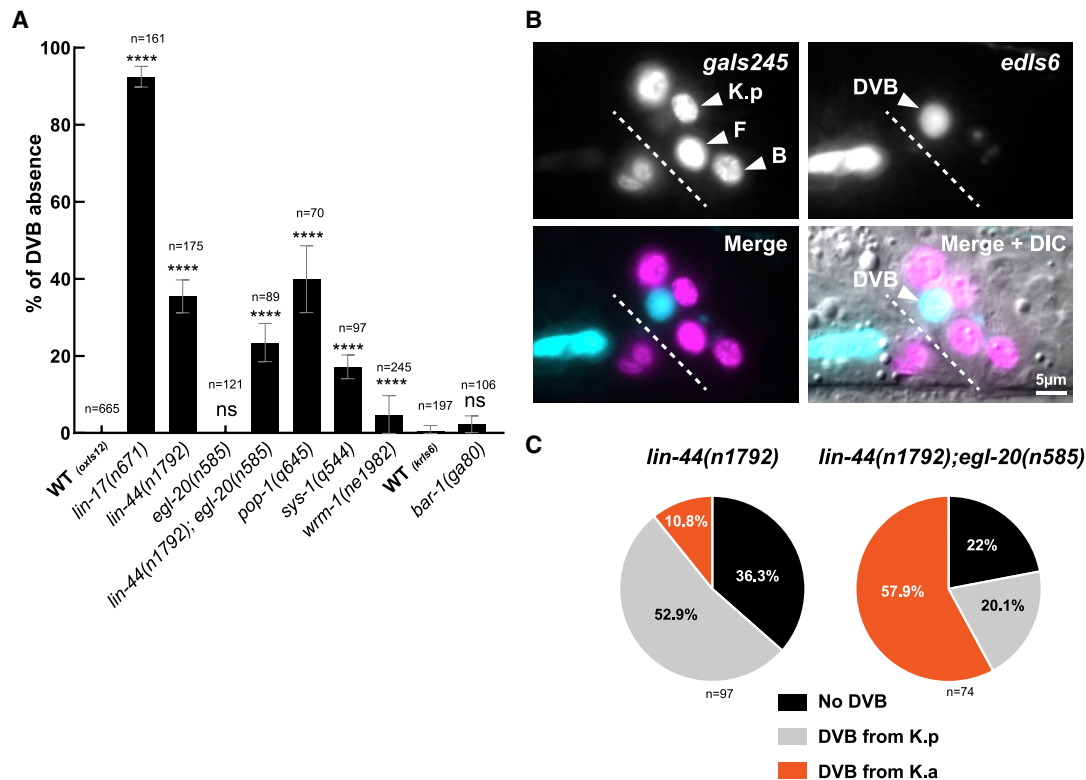 A
% of DVB absence
100
80
60
40
20
0
n=665
n=161
****
n=175
****
n=121
ns
n=89
****
n=70
****
n=97
****
n=245
****
n=197
n=106
ns
WT (oxIs12)
lin-17(n671)
lin-44(n1792)
egl-20(n585)
lin-44(n1792); egl-20(n585)
pop-1(q645)
sys-1(q544)
wrm-1(ne1982)
WT (krIs6)
bar-1(ga80)
B
gaIs245
K.p
F
B
edIs6
DVB
Merge
Merge + DIC
DVB
5µm
C
lin-44(n1792)
10.8%
36.3%
52.9%
n=97
lin-44(n1792);egl-20(n585)
22%
57.9%
20.1%
n=74
No DVB
DVB from K.p
DVB from K.a